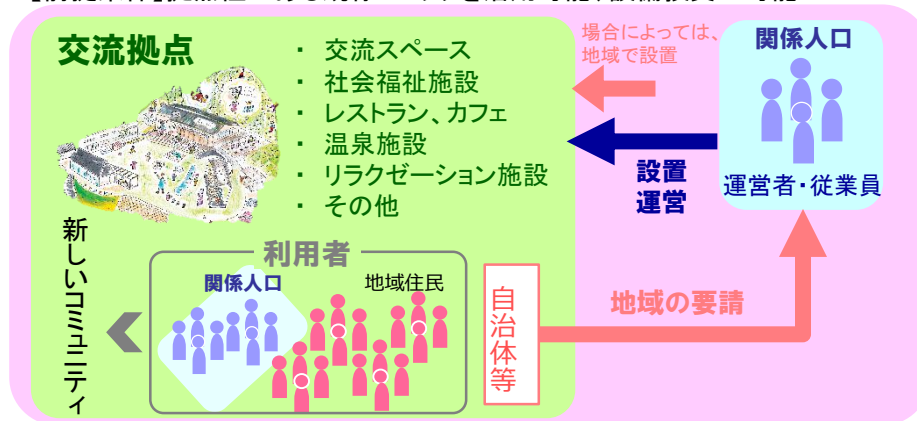 交流拠点
・ 交流スペース
・ 社会福祉施設
・ レストラン、カフェ
・ 温泉施設
・ リラクゼーション施設
・ その他
場合によっては、
地域で設置
関係人口
運営者・従業員
設置
運営
新しいコミュニティ
利用者
関係人口
地域住民
自治体等
地域の要請